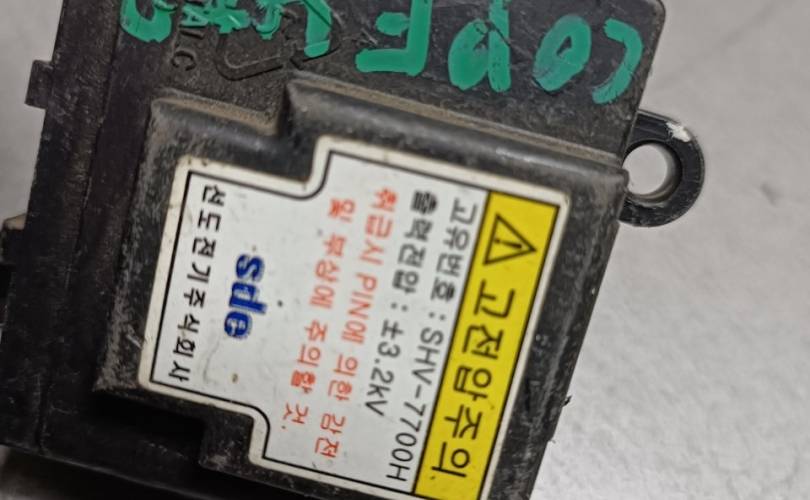 고전압주의
고유번호 : SHV-7700H
출력전압 : ±3.2kV
취급시 PIN에 의한 감전
및 부상에 주의할 것.
sde
선도전기주식회사